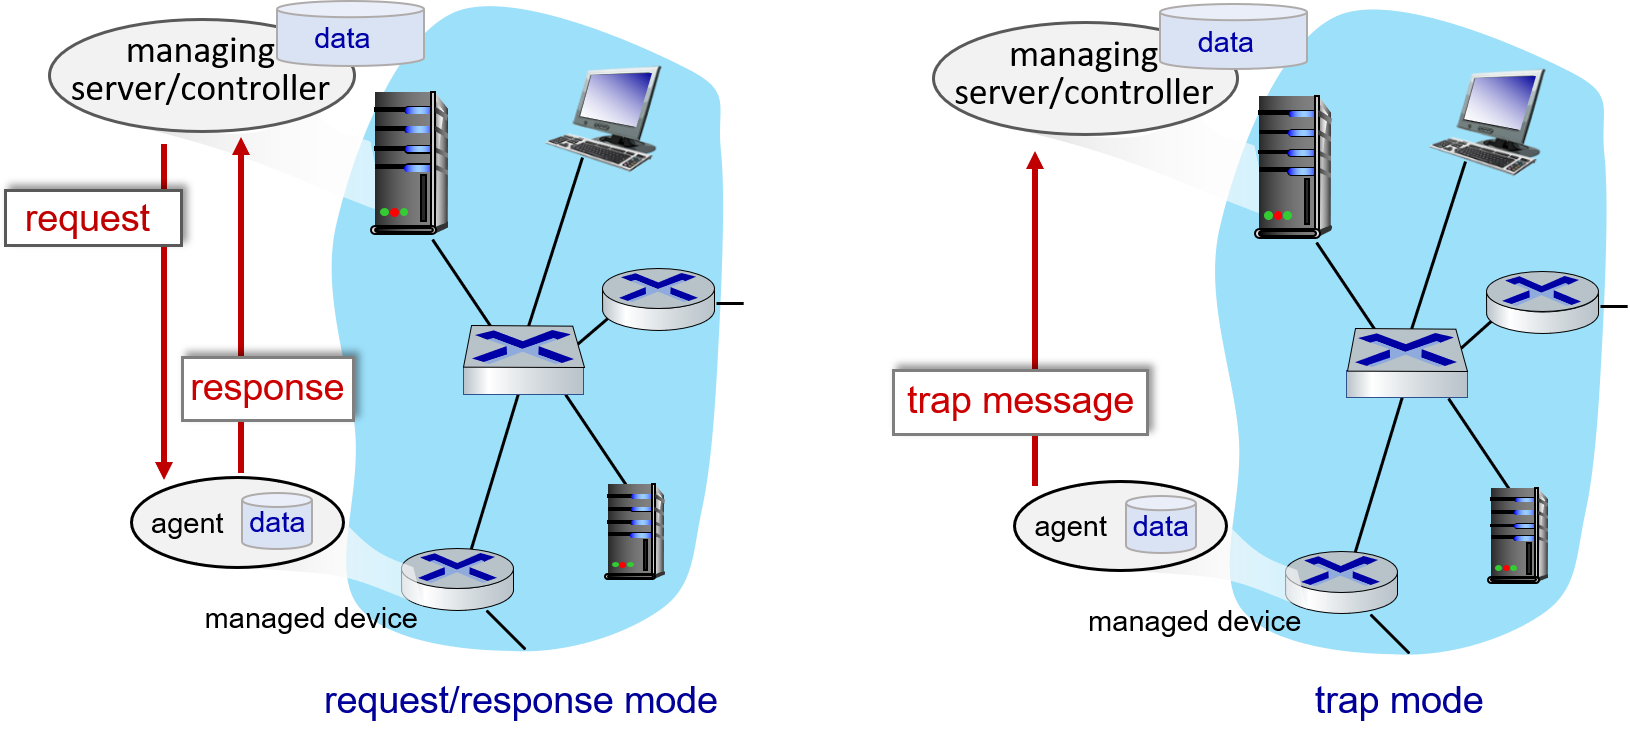 managing
server/controller
data
request
response
agent
data
managed device
request/response mode
managing
server/controller
data
trap message
agent
data
managed device
trap mode